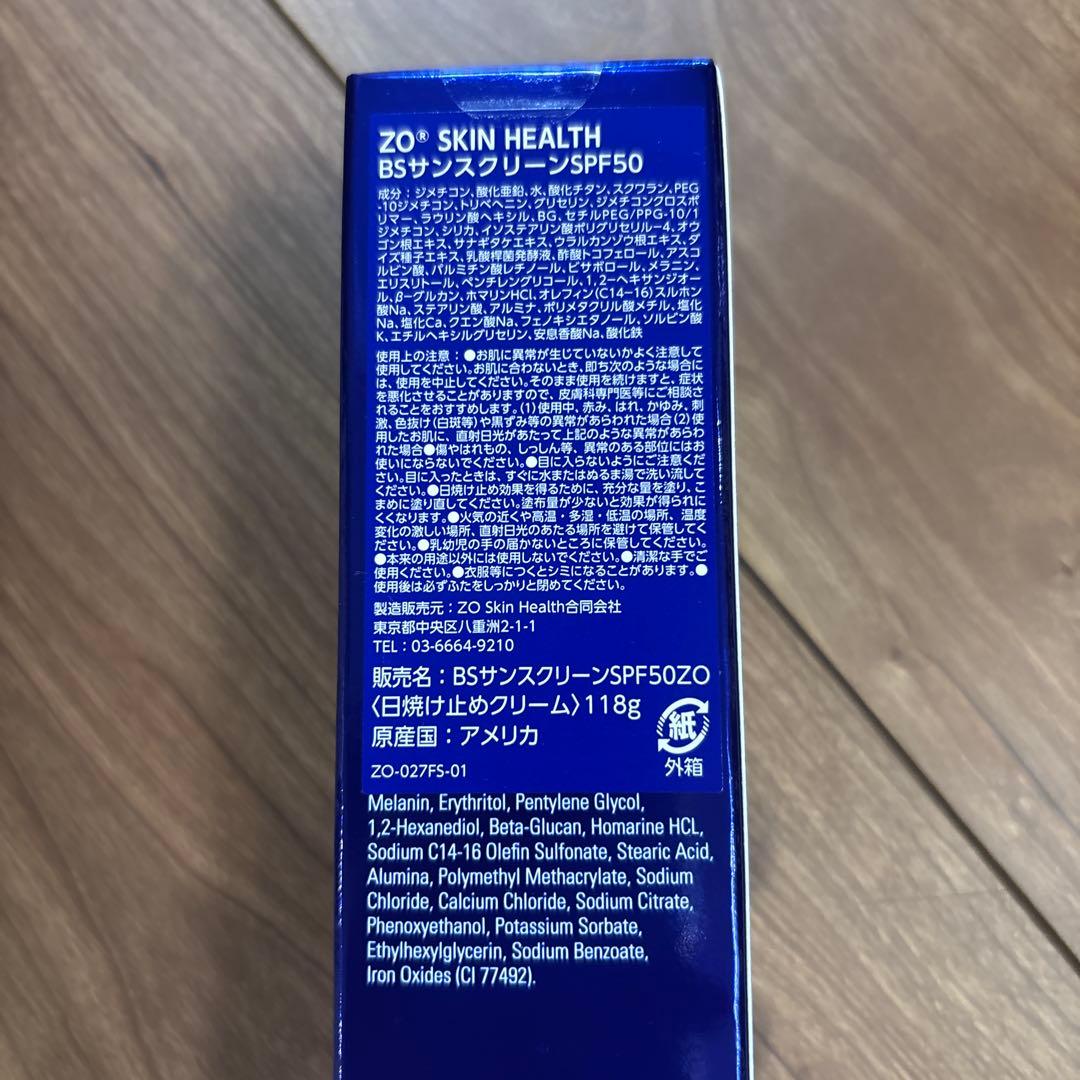 ZO® SKIN HEALTH
BSサンスクリーンSPF50
成分：ジメチコン、酸化亜鉛、水、酸化チタン、スクワラン、PEG
-10ジメチコン、トリベヘニン、グリセリン、ジメチコンクロスポ
リマー、ラウリン酸ヘキシル、BG、セチルPEG/PPG-10/1
ジメチコン、シリカ、イソステアリン酸ポリグリセリル-4、オウ
ゴン根エキス、サナギタケエキス、ウラルカンゾウ根エキス、ダ
イズ種子エキス、乳酸桿菌発酵液、酢酸トコフェロール、アスコ
ルビン酸、パルミチン酸レチノール、ビサボロール、メラニン、
エリスリトール、ペンチレングリコール、1，2-ヘキサンジオー
ル、β-グルカン、ホマリンHCl、オレフィン（C14-16）スルホン
酸Na、ステアリン酸、アルミナ、ポリメタクリル酸メチル、塩化
Na、塩化Ca、クエン酸Na、フェノキシエタノール、ソルビン酸
K、エチルヘキシルグリセリン、安息香酸Na、酸化鉄
使用上の注意：●お肌に異常が生じていないかよく注意して
使用してください。お肌に合わないとき、即ち次のような場合に
は、使用を中止してください。そのまま使用を続けますと、症状
を悪化させることがありますので、皮膚科専門医等にご相談さ
れることをおすすめします。（1）使用中、赤み、はれ、かゆみ、刺
激、色抜け（白斑等）や黒ずみ等の異常があらわれた場合（2）使
用したお肌に、直射日光があたって上記のような異常があらわ
れた場合●傷やはれもの、しっしん等、異常のある部位にはお
使いにならないでください。●目に入らないようにご注意くださ
い。目に入ったときは、すぐに水またはぬるま湯で洗い流して
ください。●日焼け止め効果を得るために、充分な量を塗り、こ
まめに塗り直してください。塗布量が少ないと効果が得られに
くくなります。●火気の近くや高温・多湿・低温の場所、温度
変化の激しい場所、直射日光のあたる場所を避けて保管してく
ださい。●乳幼児の手の届かないところに保管してください。
●本来の用途以外には使用しないでください。●清潔な手でご
使用ください。●衣服等につくとシミになることがあります。●
使用後は必ずふたをしっかりと閉めてください。
製造販売元：ZO Skin Health合同会社
東京都中央区八重洲2-1-1
TEL：03-6664-9210
販売名：BSサンスクリーンSPF50ZO
〈日焼け止めクリーム〉118g
原産国：アメリカ
紙
外箱
ZO-027FS-01
Melanin, Erythritol, Pentylene Glycol,
1,2-Hexanediol, Beta-Glucan, Homarine HCL,
Sodium C14-16 Olefin Sulfonate, Stearic Acid,
Alumina, Polymethyl Methacrylate, Sodium
Chloride, Calcium Chloride, Sodium Citrate,
Phenoxyethanol, Potassium Sorbate,
Ethylhexylglycerin, Sodium Benzoate,
Iron Oxides (CI 77492).